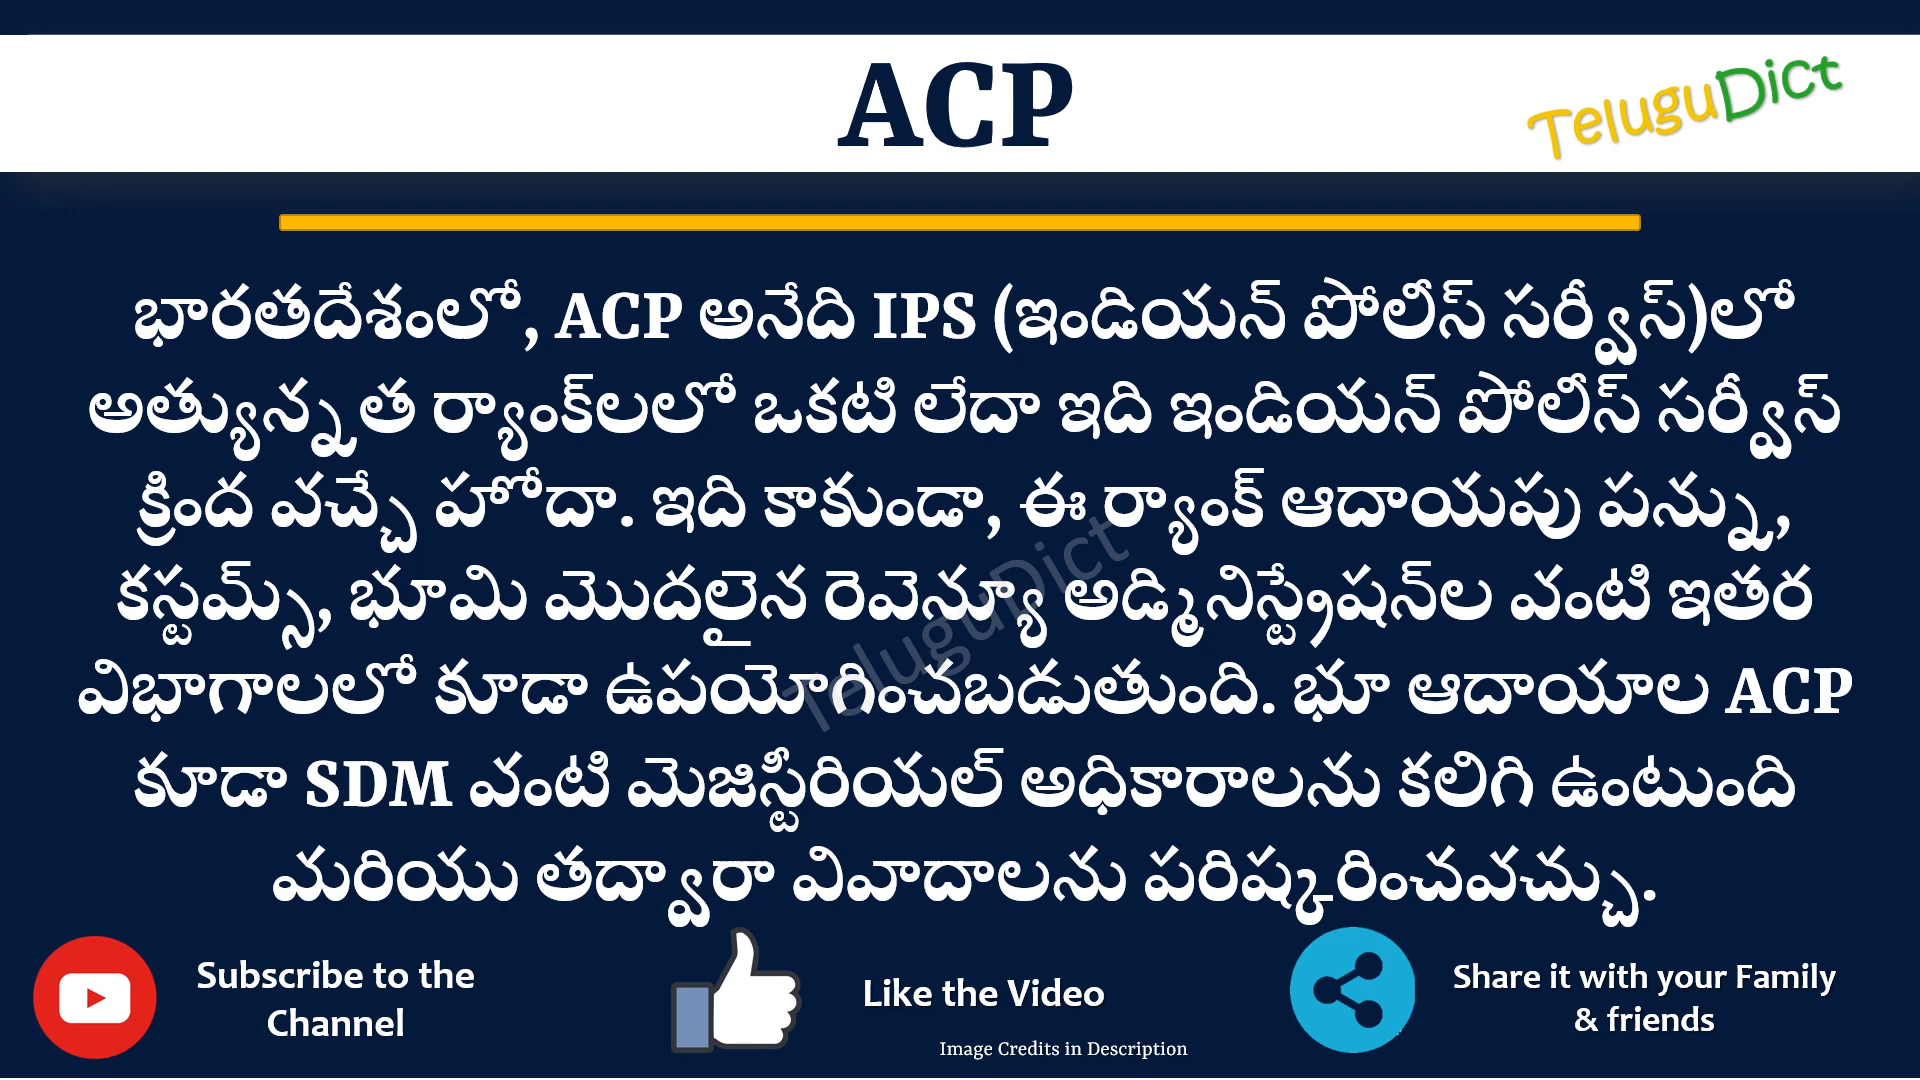 ACP
TeluguDict
భారతదేశంలో, ACP అనేది IPS (ఇండియన్ పోలీస్ సర్వీస్)లో
అత్యున్నత ర్యాంక్‌లలో ఒకటి లేదా ఇది ఇండియన్ పోలీస్ సర్వీస్
క్రింద వచ్చే హోదా. ఇది కాకుండా, ఈ ర్యాంక్ ఆదాయపు పన్ను,
కస్టమ్స్, భూమి మొదలైన రెవెన్యూ అడ్మినిస్ట్రేషన్‌ల వంటి ఇతర
విభాగాలలో కూడా ఉపయోగించబడుతుంది. భూ ఆదాయాల ACP
కూడా SDM వంటి మెజిస్టీరియల్ అధికారాలను కలిగి ఉంటుంది
మరియు తద్వారా వివాదాలను పరిష్కరించవచ్చు.
TeluguDict
Subscribe to the
Channel
Like the Video
Share it with your Family
& friends
Image Credits in Description